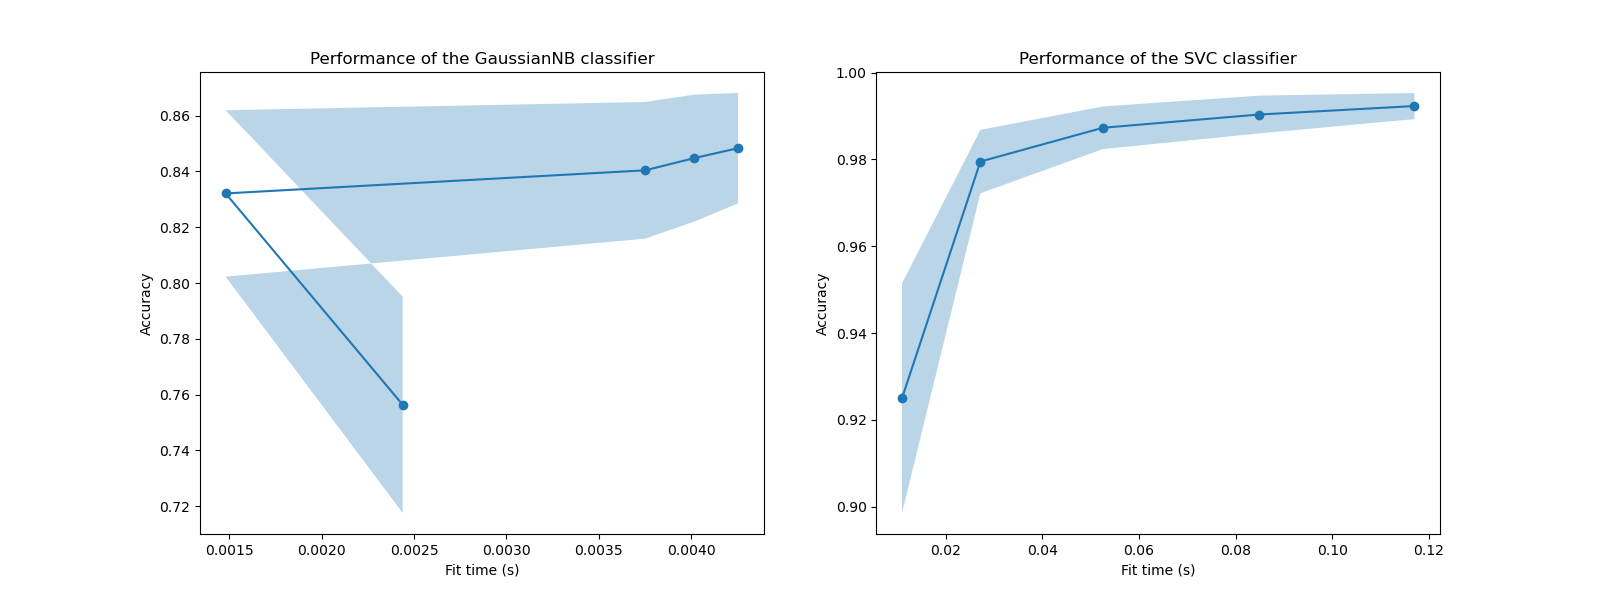 Performance of the GaussianNB classifier
0.86
0.84
0.82
0.80
0.78
0.76
0.74
0.72
Accuracy
0.0015 0.0020 0.0025 0.0030 0.0035 0.0040
Fit time (s)
Performance of the SVC classifier
1.00
0.98
0.96
0.94
0.92
0.90
Accuracy
0.02 0.04 0.06 0.08 0.10 0.12
Fit time (s)